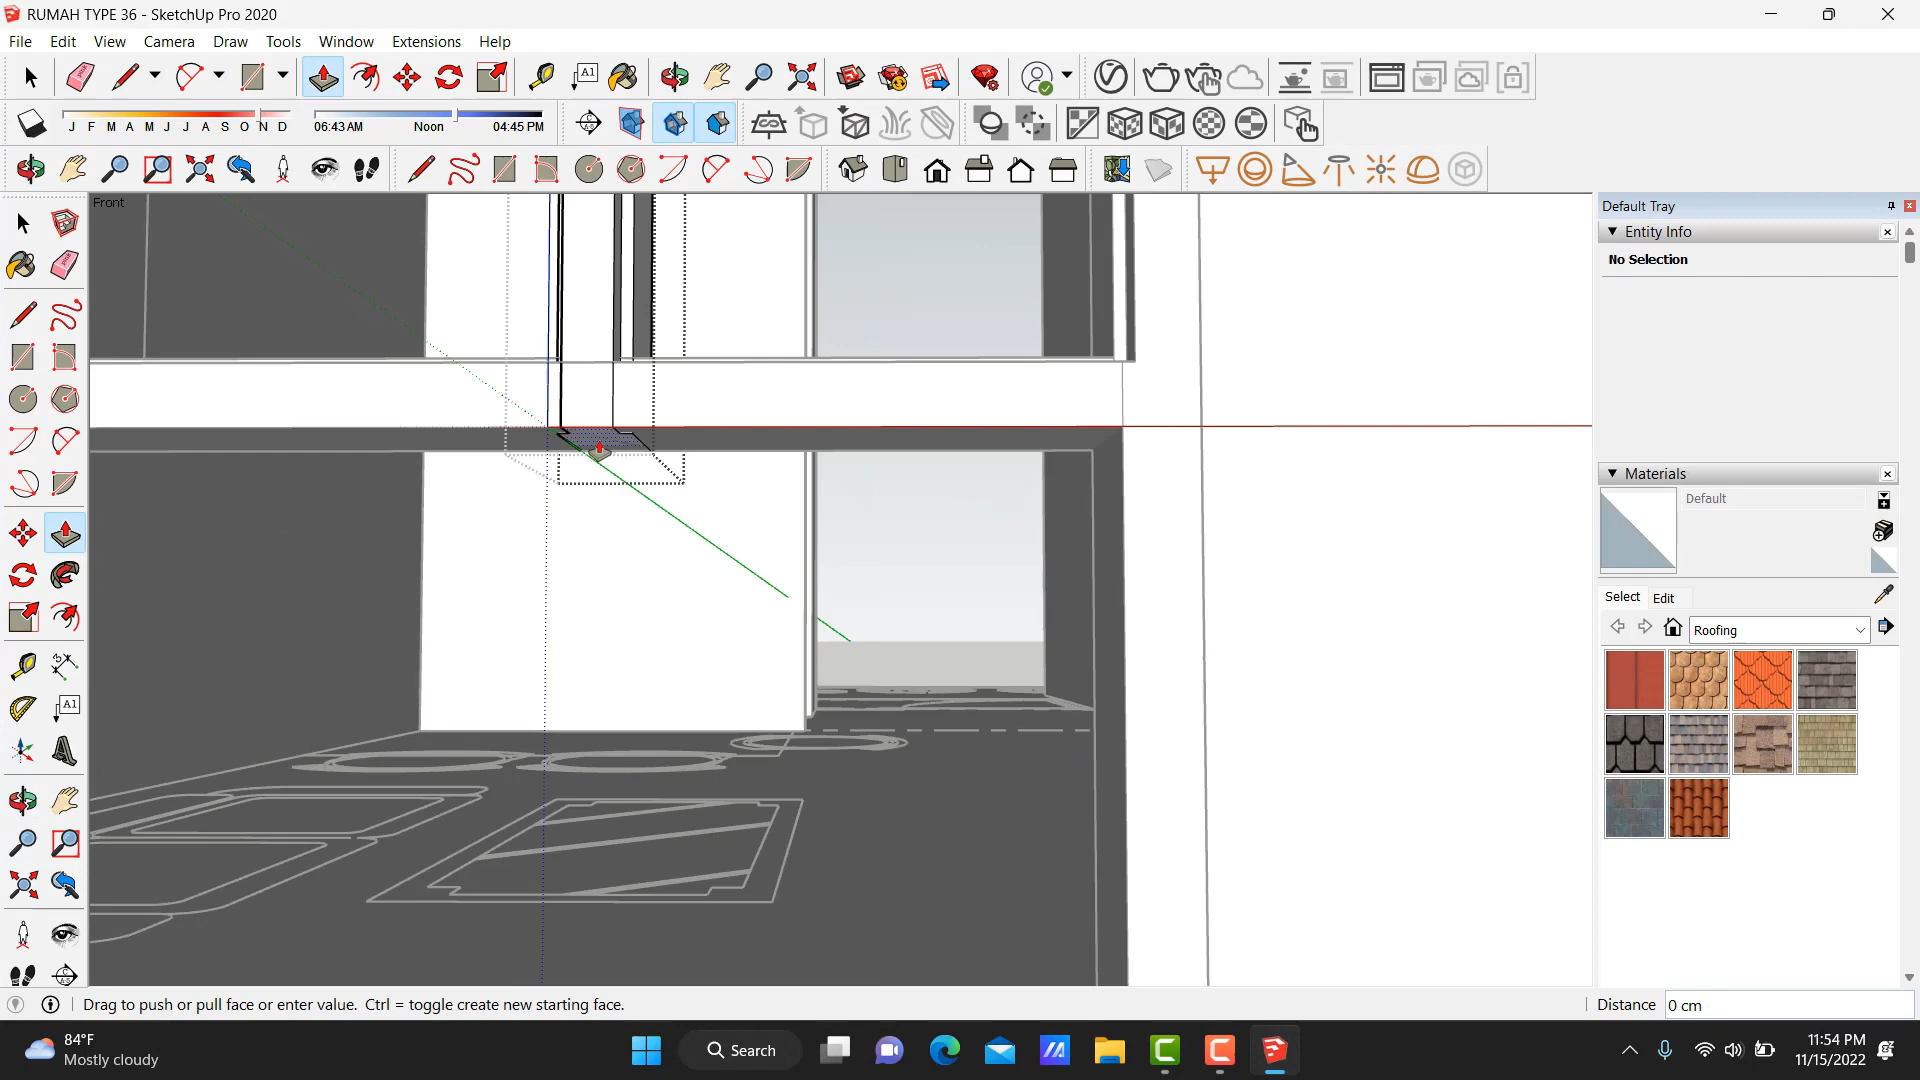 RUMAH TYPE 36 - SketchUp Pro 2020
File Edit View Camera Draw Tools Window Extensions Help
A1
J F M A M J J A S O N D 06:43 AM Noon 04:45 PM
Front
Default Tray
Entity Info
No Selection
A1
Materials
Default
Select Edit
Roofing
Drag to push or pull face or enter value. Ctrl = toggle create new starting face.
Distance 0 cm
84°F
Mostly cloudy
Search
11:54 PM
11/15/2022